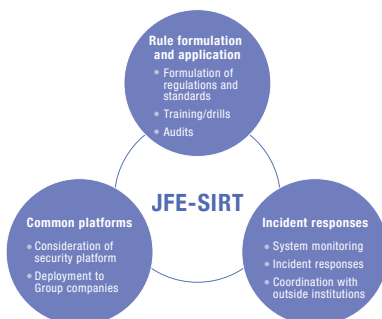 Rule formulation
and application
• Formulation of
regulations and
standards
• Training/drills
• Audits
JFE-SIRT
Common platforms
• Consideration of
security platform
• Deployment to
Group companies
Incident responses
• System monitoring
• Incident responses
• Coordination with
outside institutions